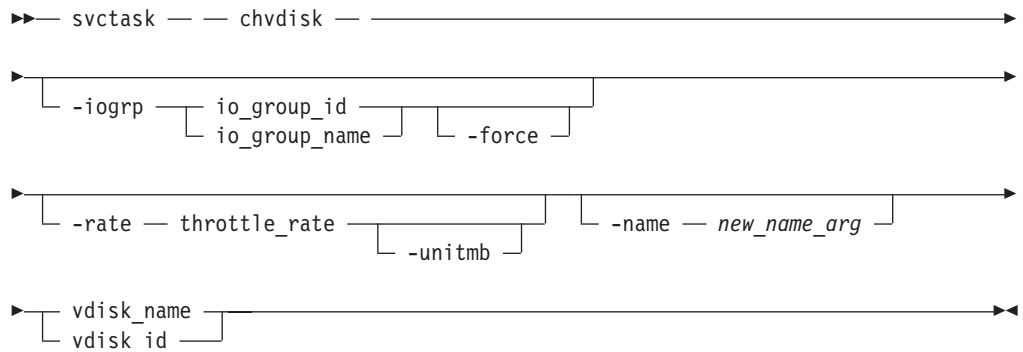 svctask chvdisk
-iogrp io_group_id
io_group_name -force
-rate throttle_rate -name new_name_arg
-unitmb
vdisk_name
vdisk_id